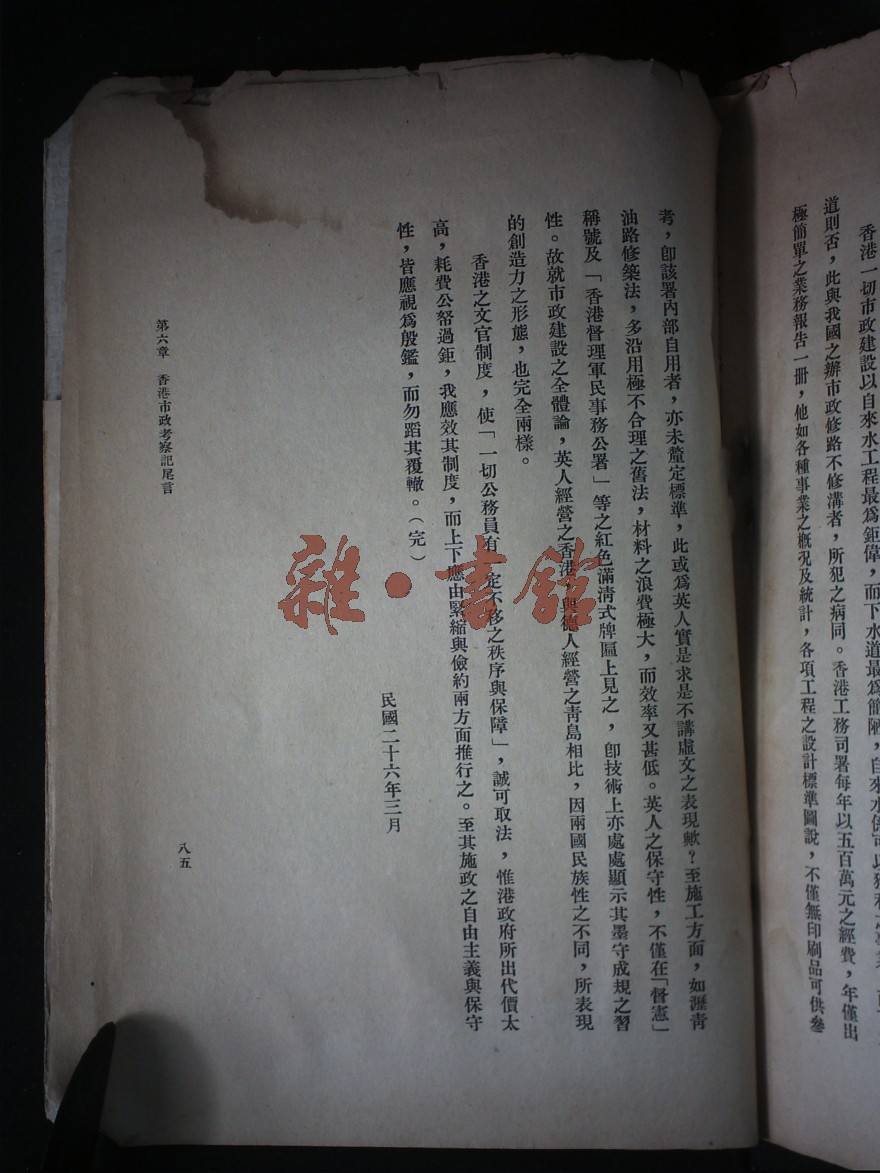 香港一切市政建設以自來水工程最爲鉅偉，而下水道最爲簡陋，自來水係可以
道則否，此與我國之辦市政修路不修溝者，所犯之病同。香港工務司署每年以五百萬元之經費，年僅出
極簡單之業務報告一冊，他如各種事業之概況及統計，各項工程之設計標準圖說，不僅無印刷品可供參
考，卽該署內部自用者，亦未釐定標準，此或爲英人實是求是不講虛文之表現歟？至施工方面，如瀝靑
油路修築法，多沿用極不合理之舊法，材料之浪費極大，而效率又甚低。英人之保守性，不僅在「督憲」
稱號及「香港督理軍民事務公署」等之紅色滿淸式牌匾上見之，卽技術上亦處處顯示其墨守成規之習
性。故就市政建設之全體論，英人經營之香港，與德人經營之靑島相比，因兩國民族性之不同，所表現
的創造力之形態，也完全兩樣。
香港之文官制度，使「一切公務員有一定不移之秩序與保障」，誠可取法，惟港政府所出代價太
高，耗費公帑過鉅，我應效其制度，而上下應由緊縮與儉約兩方面推行之。至其施政之自由主義與保守
性，皆應視爲殷鑑，而勿蹈其覆轍。（完）
民國二十六年三月
第六章　香港市政考察記尾言
八五
雜·書館